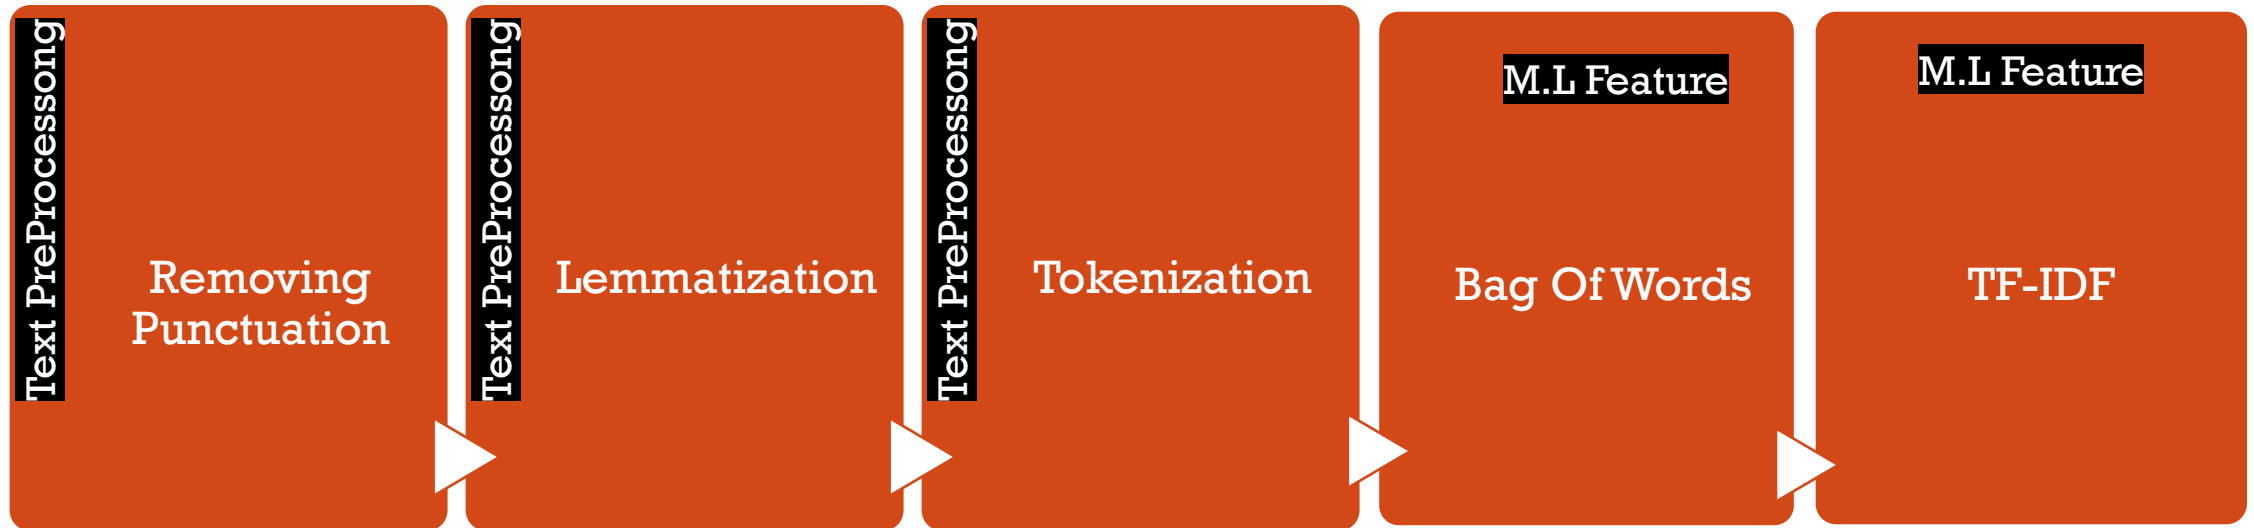 Text PreProcessong
Removing
Punctuation
Text PreProcessong
Lemmatization
Text PreProcessong
Tokenization
M.L Feature
Bag Of Words
M.L Feature
TF-IDF